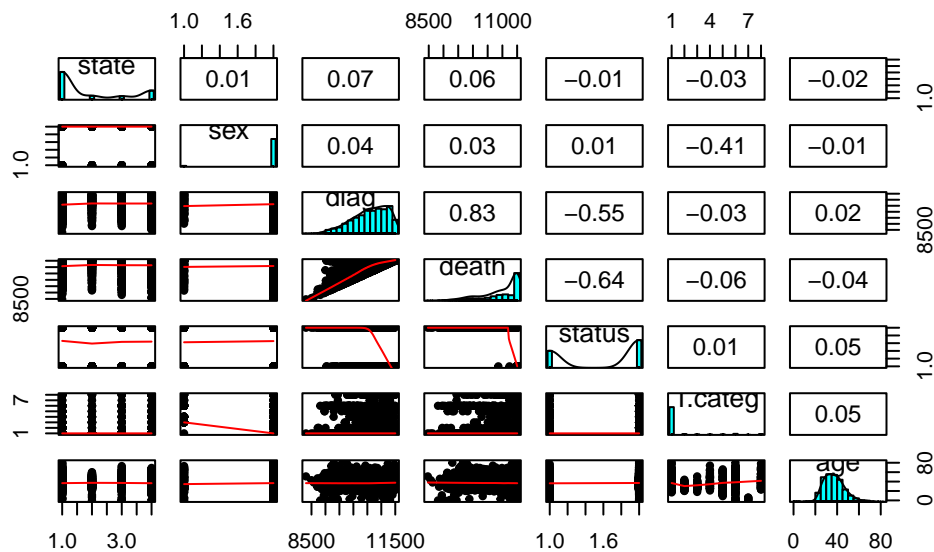 1.0 1.6 8500 11000 1 4 7
state 0.01 0.07 0.06 −0.01 −0.03 −0.02 1.0
1.0 sex 0.04 0.03 0.01 −0.41 −0.01
diag 0.83 −0.55 −0.03 0.02 8500
8500 death −0.64 −0.06 −0.04
status 0.01 0.05 1.0
1 7 T.categ 0.05
age 0 80
1.0 3.0 8500 11500 1.0 1.6 0 40 80